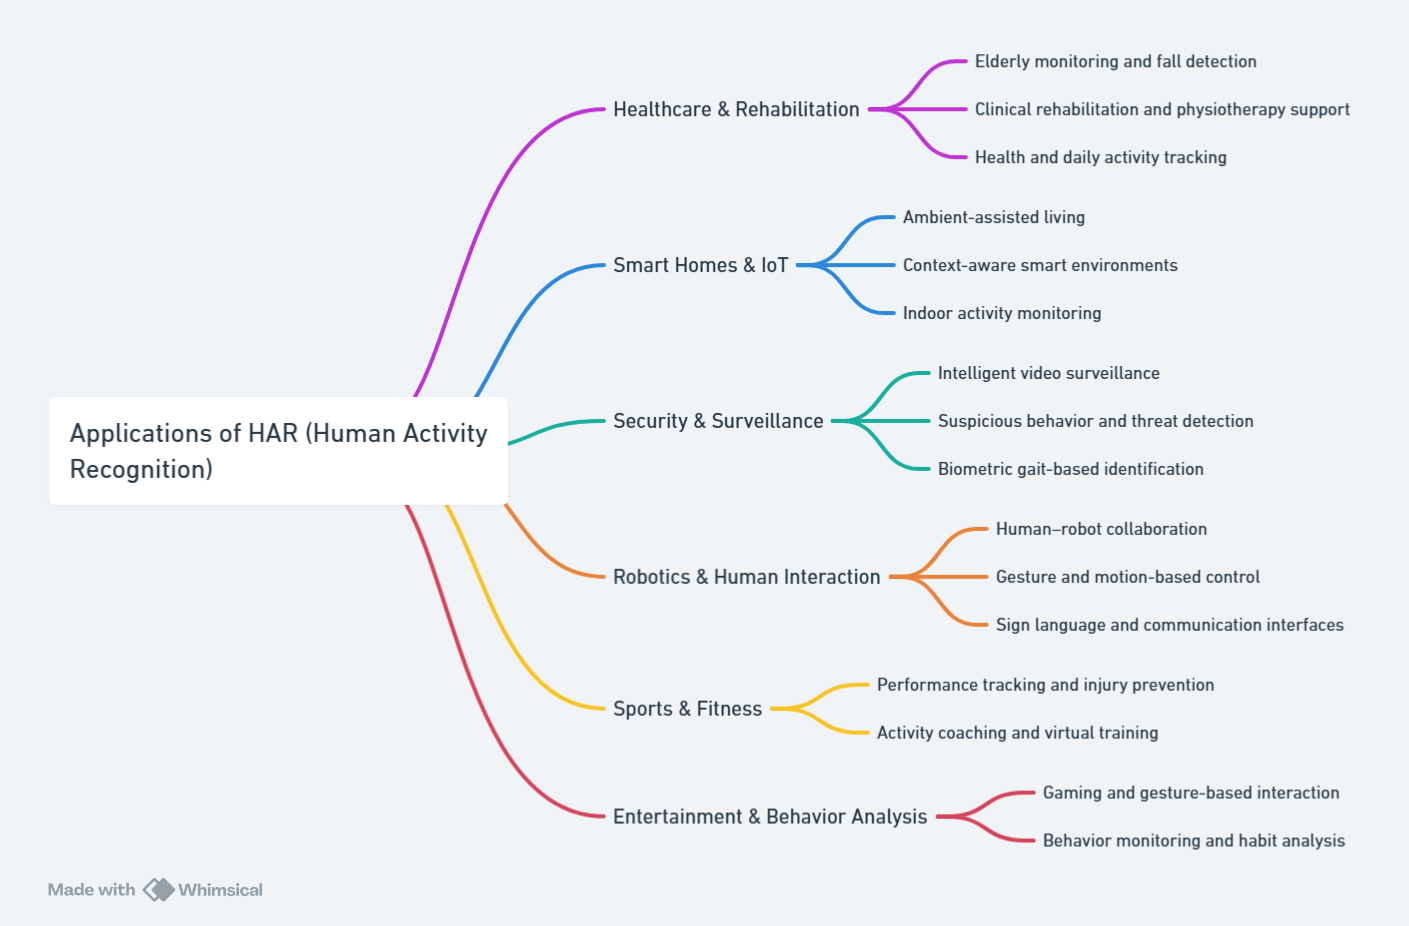 Applications of HAR (Human Activity
Recognition)
Healthcare & Rehabilitation
Elderly monitoring and fall detection
Clinical rehabilitation and physiotherapy support
Health and daily activity tracking
Smart Homes & IoT
Ambient-assisted living
Context-aware smart environments
Indoor activity monitoring
Security & Surveillance
Intelligent video surveillance
Suspicious behavior and threat detection
Biometric gait-based identification
Robotics & Human Interaction
Human–robot collaboration
Gesture and motion-based control
Sign language and communication interfaces
Sports & Fitness
Performance tracking and injury prevention
Activity coaching and virtual training
Entertainment & Behavior Analysis
Gaming and gesture-based interaction
Behavior monitoring and habit analysis
Made with Whimsical